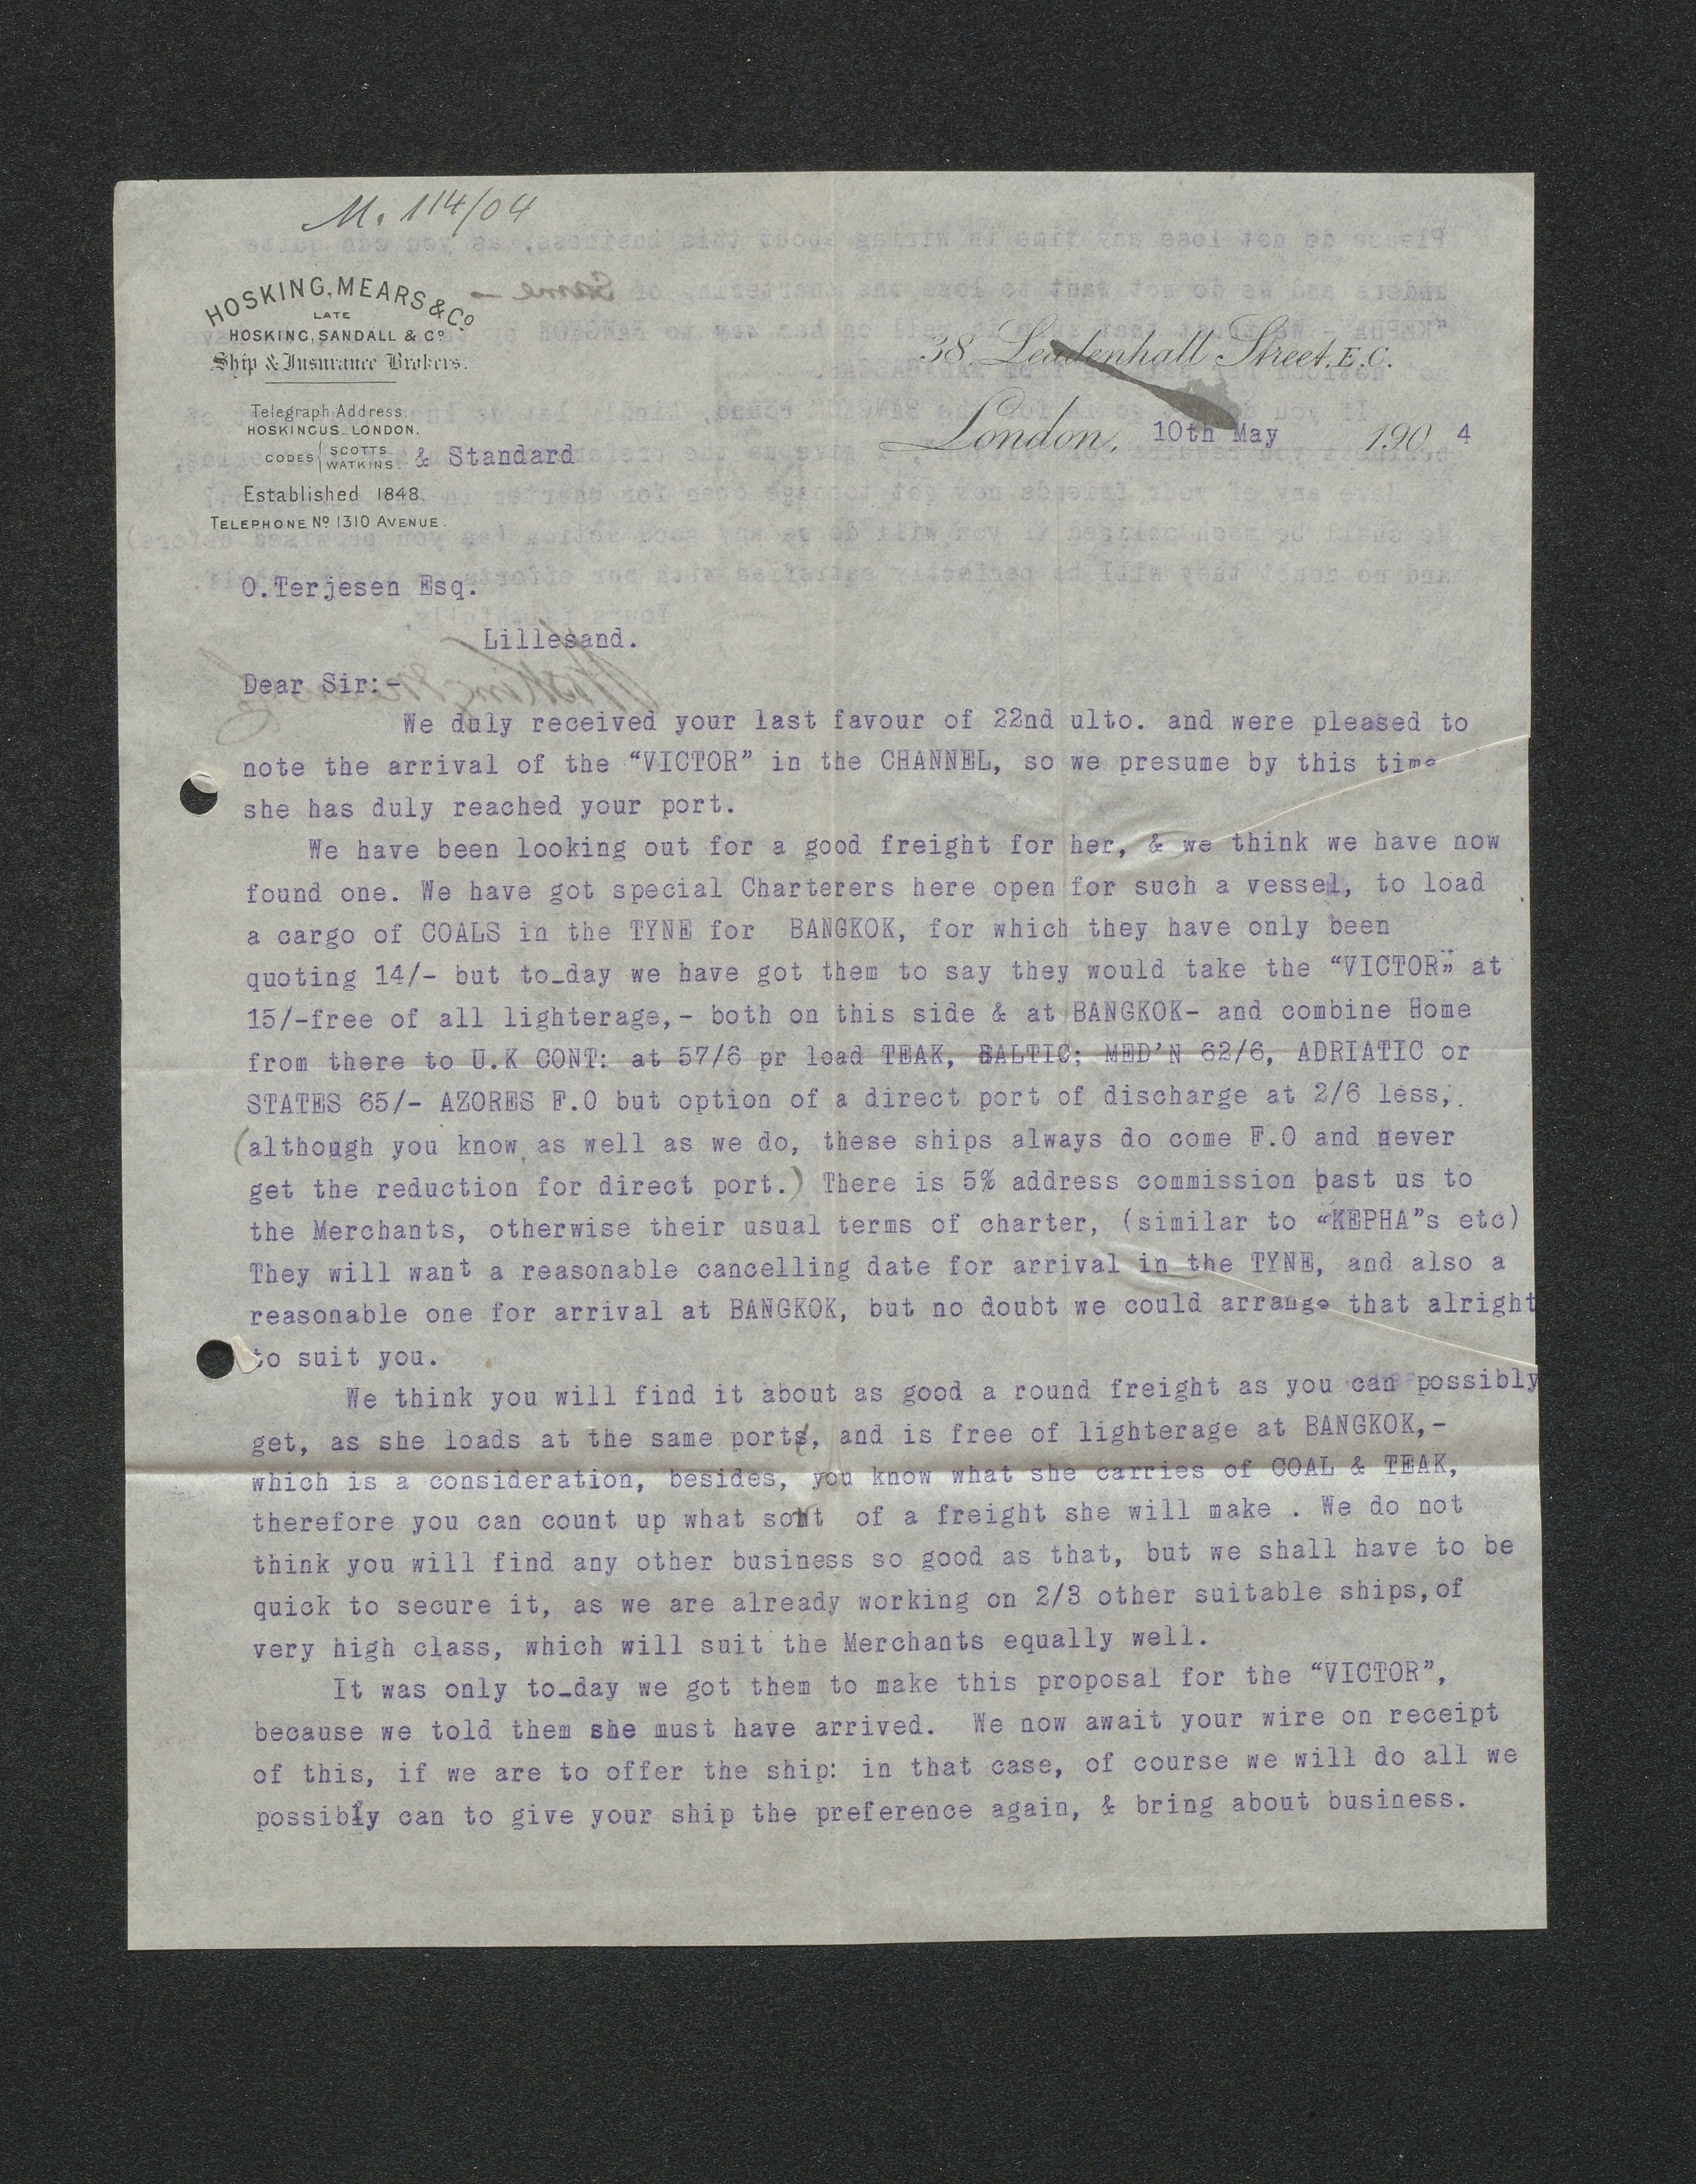 M. 114/04
HOSKING, MEARS & Co
LATE
HOSKING, SANDALL & Co
Ship & Insurance Brokers.
38, Leadenhall Street, E.C.
Telegraph Address,
HOSKINGUS_LONDON.
London, 10th May 1904
CODES { SCOTTS WATKINS. & Standard
Established 1848.
TELEPHONE No 1310 AVENUE.
O.Terjesen Esq.
Lillesand.
Dear Sir:-
We duly received your last favour of 22nd ulto. and were pleased to
note the arrival of the “VICTOR” in the CHANNEL, so we presume by this time
she has duly reached your port.
We have been looking out for a good freight for her, & we think we have now
found one. We have got special Charterers here open for such a vessel, to load
a cargo of COALS in the TYNE for BANGKOK, for which they have only been
quoting 14/- but to_day we have got them to say they would take the “VICTOR” at
15/-free of all lighterage,- both on this side & at BANGKOK- and combine Home
from there to U.K CONT: at 57/6 pr load TEAK, BALTIC; MED'N 62/6, ADRIATIC or
STATES 65/- AZORES F.O but option of a direct port of discharge at 2/6 less,.
(although you know as well as we do, these ships always do come F.O and never
get the reduction for direct port.) There is 5% address commission past us to
the Merchants, otherwise their usual terms of charter, (similar to “KEPHA”s etc)
They will want a reasonable cancelling date for arrival in the TYNE, and also a
reasonable one for arrival at BANGKOK, but no doubt we could arrange that alright
to suit you.
We think you will find it about as good a round freight as you can possibly
get, as she loads at the same port, and is free of lighterage at BANGKOK,-
which is a consideration, besides, you know what she carries of COAL & TEAK,
therefore you can count up what sort of a freight she will make . We do not
think you will find any other business so good as that, but we shall have to be
quick to secure it, as we are already working on 2/3 other suitable ships,of
very high class, which will suit the Merchants equally well.
It was only to_day we got them to make this proposal for the “VICTOR”,
because we told them she must have arrived. We now await your wire on receipt
of this, if we are to offer the ship: in that case, of course we will do all we
possibly can to give your ship the preference again, & bring about business.